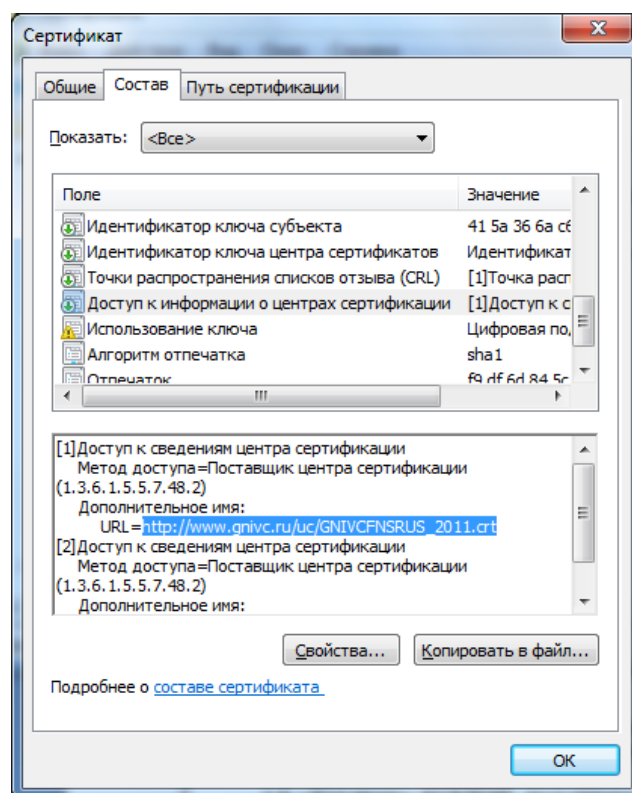 Сертификат
Общие Состав Путь сертификации
Показать: <Все>
Поле Значение
Идентификатор ключа субъекта 41 5a 36 6a c6
Идентификатор ключа центра сертификатов Идентификат
Точки распространения списков отзыва (CRL) [1]Точка расп
Доступ к информации о центрах сертификации [1]Доступ к с
Использование ключа Цифровая по,
Алгоритм отпечатка sha1
Отпечаток f9 df 6d 84 5c
[1]Доступ к сведениям центра сертификации
Метод доступа=Поставщик центра сертификации
(1.3.6.1.5.5.7.48.2)
Дополнительное имя:
URL=http://www.gnivc.ru/uc/GNIVCFNSRUS_2011.crt
[2]Доступ к сведениям центра сертификации
Метод доступа=Поставщик центра сертификации
(1.3.6.1.5.5.7.48.2)
Дополнительное имя:
Свойства... Копировать в файл...
Подробнее о составе сертификата
ОК